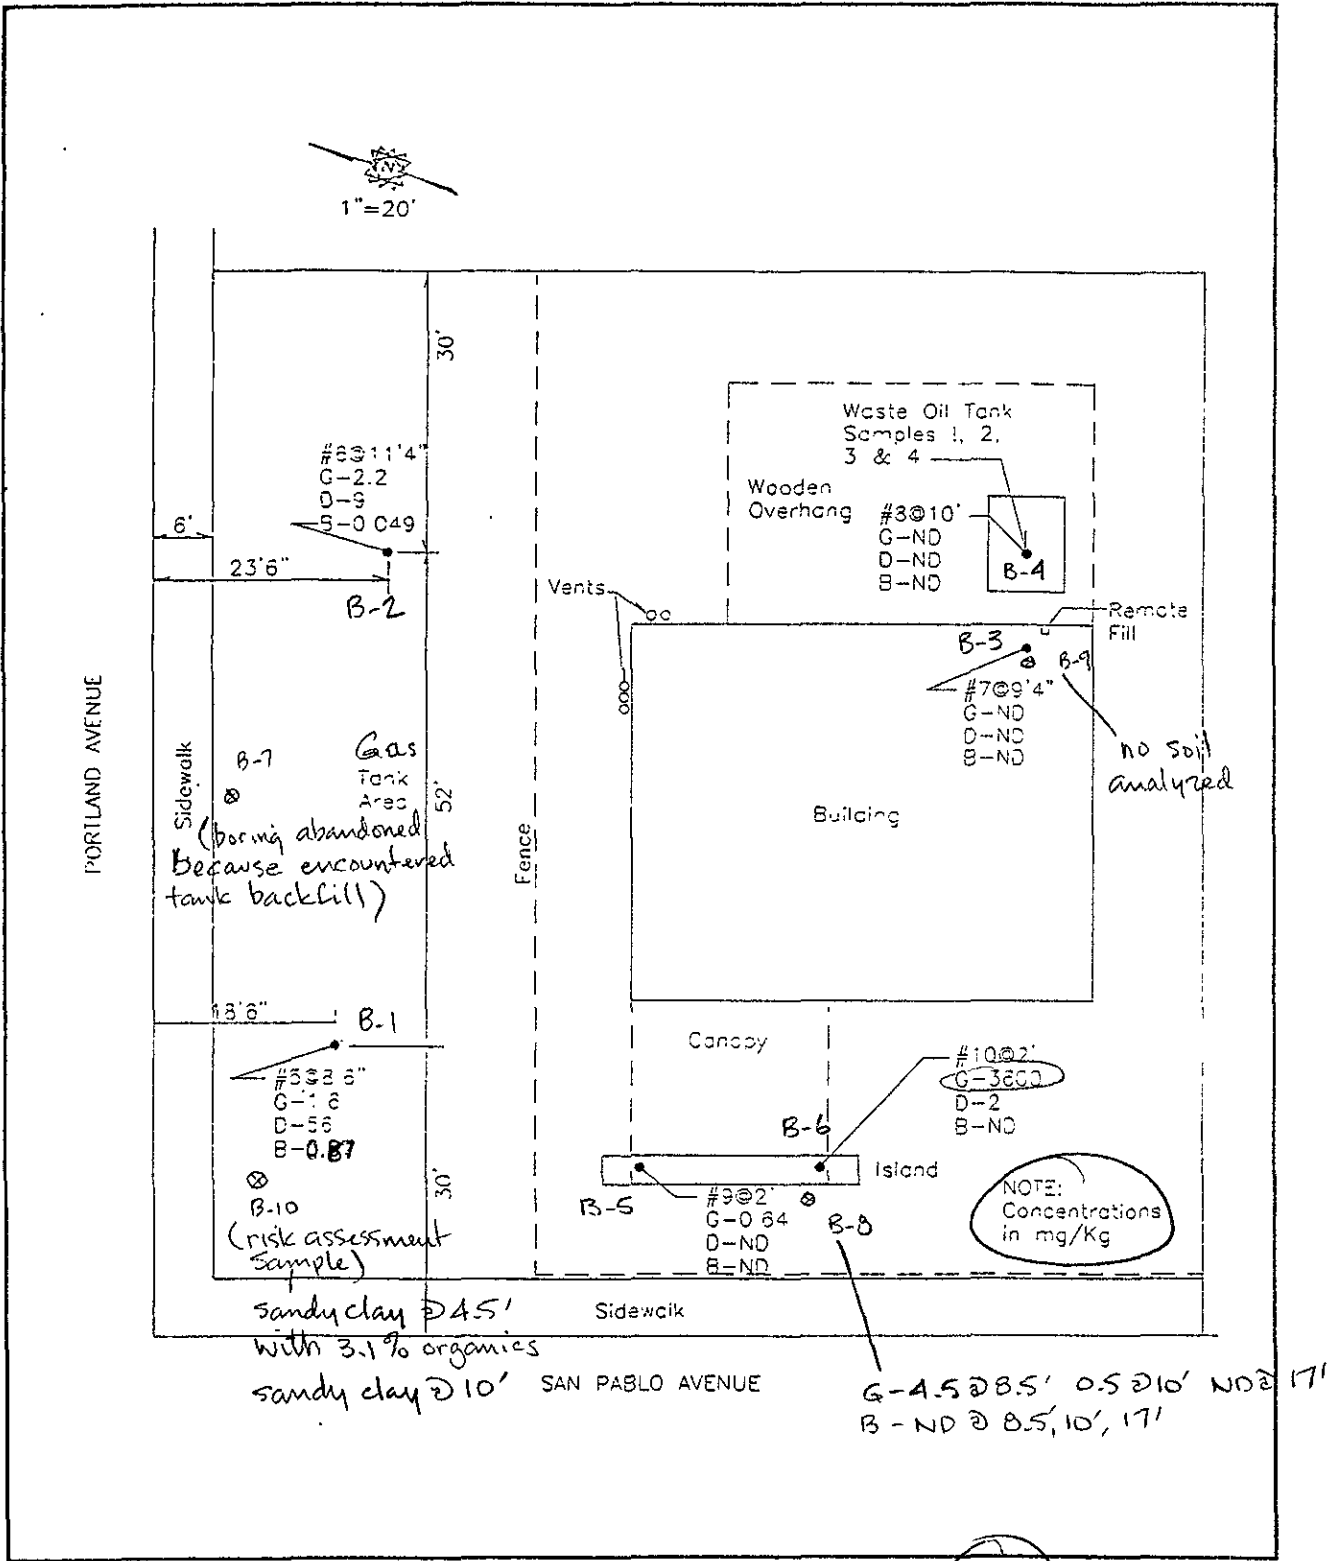 N
1"=20'
30'
#6@11'4"
G-2.2
D-9
B-0.049
6'
23'6"
B-2
Waste Oil Tank
Samples 1, 2,
3 & 4
Wooden
Overhang
#8@10'
G-ND
D-ND
B-ND
B-4
Vents
Remote
Fill
B-3
B-9
#7@9'4"
G-ND
D-ND
B-ND
no soil
analyzed
PORTLAND AVENUE
Sidewalk
B-7
Gas
Tank
Area
52'
(boring abandoned
because encountered
tank backfill)
Fence
Building
18'6"
B-1
G-1.6
D-56
B-0.87
B-10
(risk assessment
sample)
30'
Canopy
#10@2'
D-2
B-ND
B-6
Island
B-5
#9@2'
G-0.64
D-ND
B-ND
B-8
NOTE:
Concentrations
in mg/Kg
sandy clay @ 4.5'
with 3.1% organics
sandy clay @ 10'
Sidewalk
SAN PABLO AVENUE
G-4.5 @ 8.5' 0.5 @ 10' ND @ 17'
B - ND @ 8.5', 10', 17'